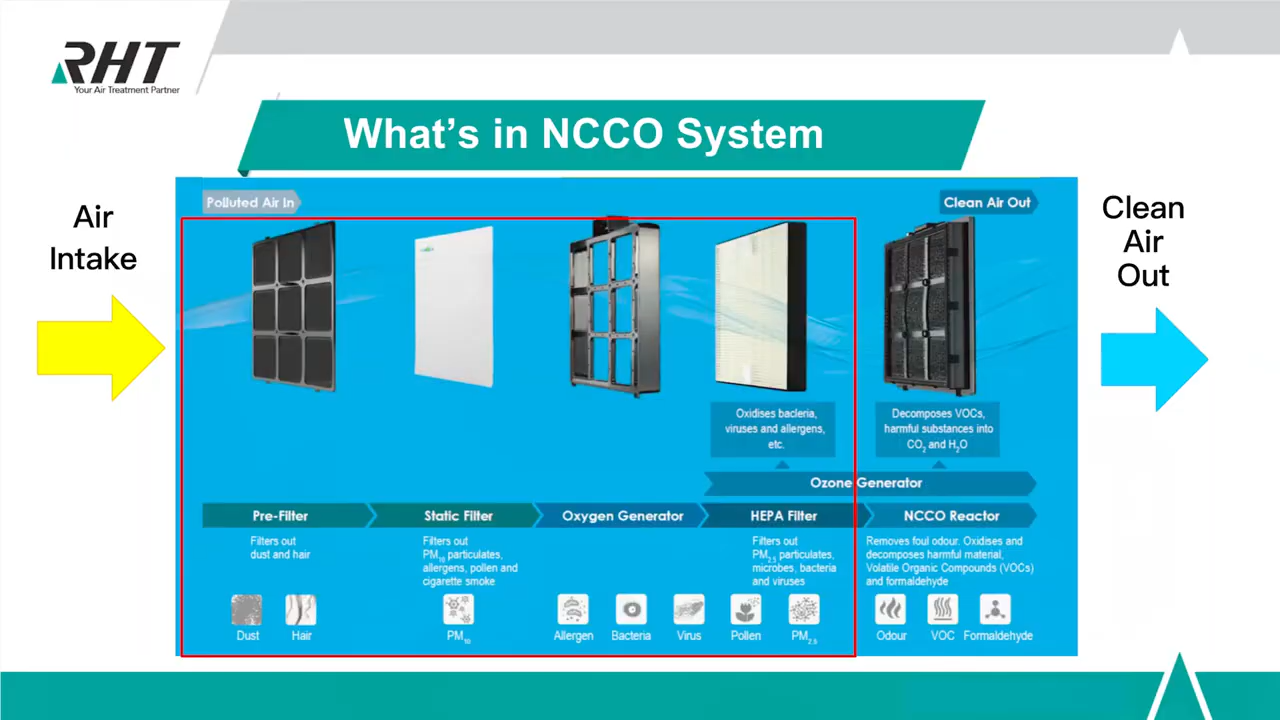 RHT
Your Air Treatment Partner
What's in NCCO System
Air
Intake
Polluted Air In
Clean Air Out
Clean
Air
Out
Oxidises bacleria,
viruses and allergens,
etc.
Decomposes VOCs,
harmful substances into
CO2 and H2O
Ozone Generator
Pre-Filter
Static Filter
Oxygen Generator
HEPA Filter
NCCO Reactor
Filters out
dust and hair
Filters out
PM10 particulates,
allergens, pollen and
cigarette smoke
Filters out
PM2.5 particulates,
microbes, bacteria
and viruses
Removes foul odour. Oxidises and
decomposes harmful material,
Volatile Organic Compounds (VOCs)
and formaldehyde
Dust
Hair
PM10
Allergen
Bacteria
Virus
Pollen
PM2.5
Odour
VOC
Formaldehyde